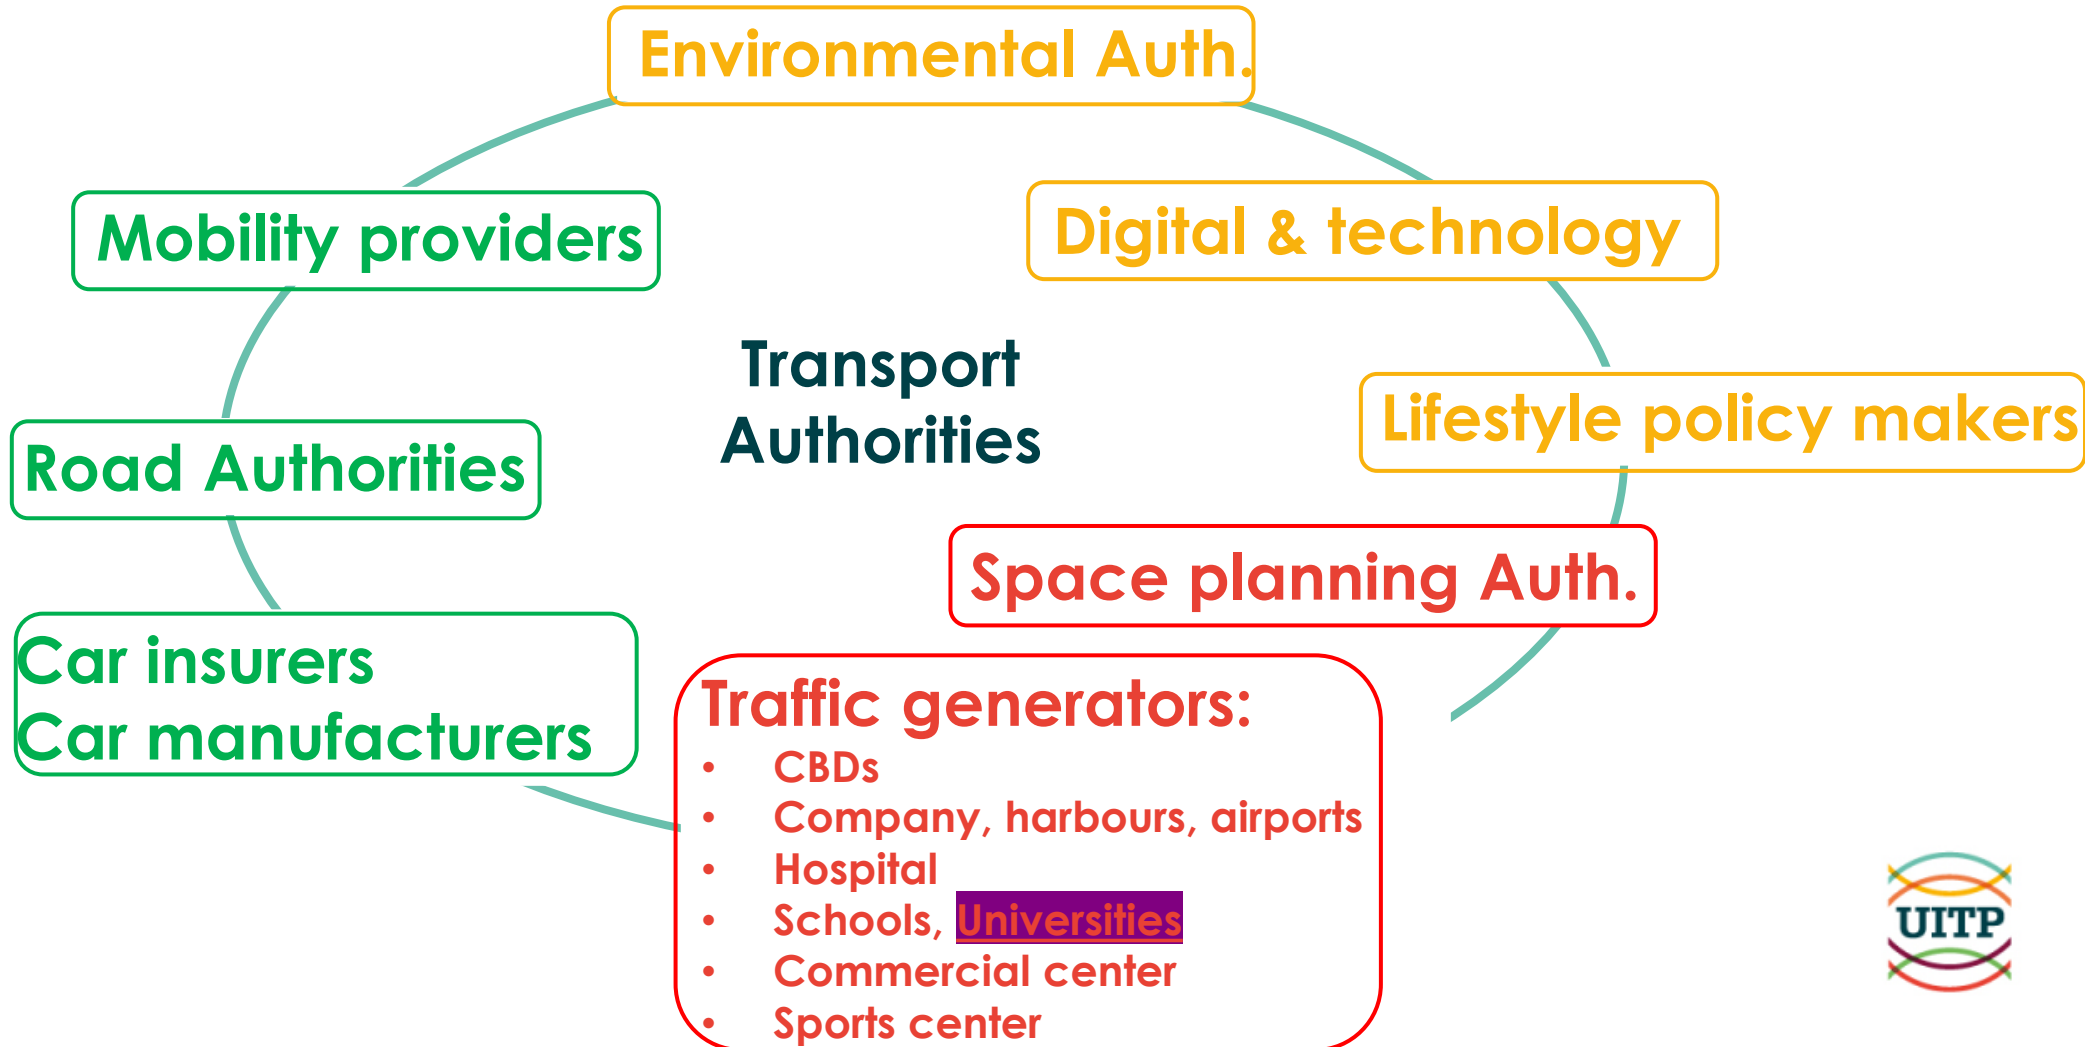 Environmental Auth.
Mobility providers
Digital & technology
Transport
Authorities
Lifestyle policy makers
Road Authorities
Space planning Auth.
Car insurers
Car manufacturers
Traffic generators:
• CBDs
• Company, harbours, airports
• Hospital
• Schools, Universities
• Commercial center
• Sports center
UITP